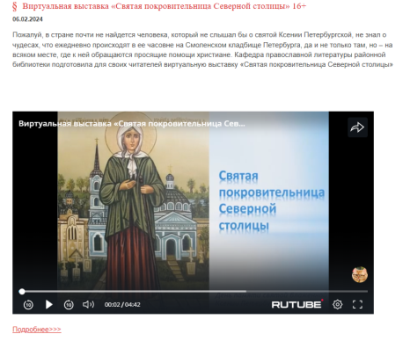 § Виртуальная выставка «Святая покровительница Северной столицы» 16+
06.02.2024
Пожалуй, в стране почти не найдется человека, который не слышал бы о святой Ксении Петербургской, не знал о
чудесах, что ежедневно происходят в ее часовне на Смоленском кладбище Петербурга, да и не только там, но – на
всяком месте, где к ней обращаются просящие помощи христиане. Кафедра православной литературы районной
библиотеки подготовила для своих читателей виртуальную выставку «Святая покровительница Северной столицы»
Виртуальная выставка «Святая покровительница Сев...
Святая
покровительница
Северной
столицы
10
10
00:02 / 04:42
RUTUBE
Подробнее>>>